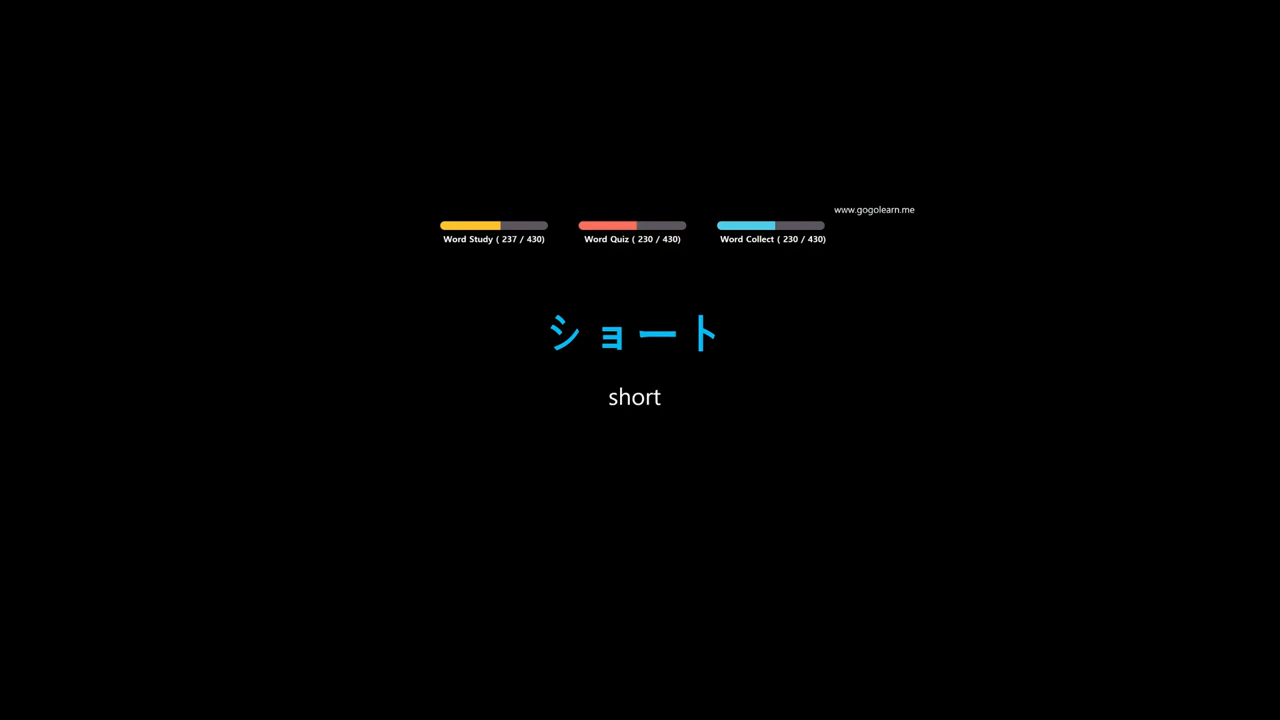 www.gogolearn.me
Word Study ( 237 / 430)
Word Quiz ( 230 / 430)
Word Collect ( 230 / 430)
ショート
short